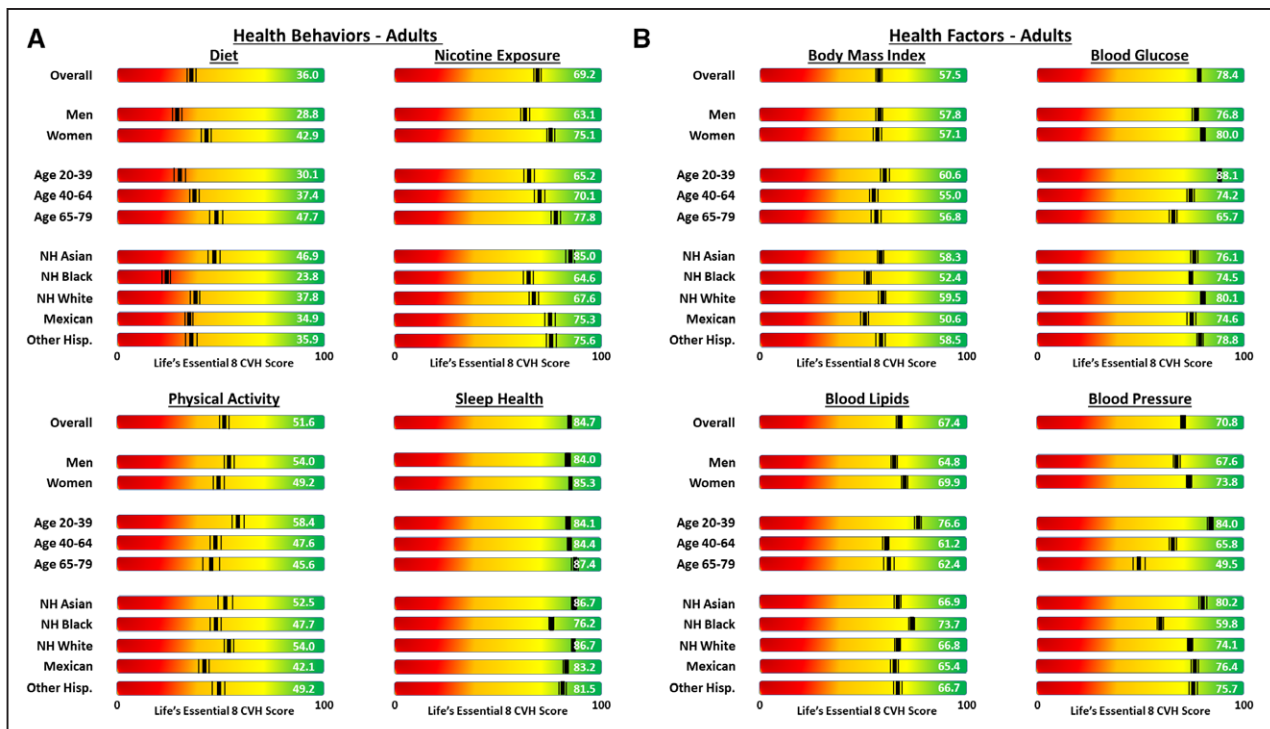 A
Health Behaviors - Adults
Diet
Overall 36.0
Men 28.8
Women 42.9
Age 20-39 30.1
Age 40-64 37.4
Age 65-79 47.7
NH Asian 46.9
NH Black 23.8
NH White 37.8
Mexican 34.9
Other Hisp. 35.9
0 100
Life's Essential 8 CVH Score
Nicotine Exposure
69.2
63.1
75.1
65.2
70.1
77.8
85.0
64.6
67.6
75.3
75.6
0 100
Life's Essential 8 CVH Score
Physical Activity
Overall 51.6
Men 54.0
Women 49.2
Age 20-39 58.4
Age 40-64 47.6
Age 65-79 45.6
NH Asian 52.5
NH Black 47.7
NH White 54.0
Mexican 42.1
Other Hisp. 49.2
0 100
Life's Essential 8 CVH Score
Sleep Health
84.7
84.0
85.3
84.1
84.4
87.4
86.7
76.2
86.7
83.2
81.5
0 100
Life's Essential 8 CVH Score
B
Health Factors - Adults
Body Mass Index
Overall 57.5
Men 57.8
Women 57.1
Age 20-39 60.6
Age 40-64 55.0
Age 65-79 56.8
NH Asian 58.3
NH Black 52.4
NH White 59.5
Mexican 50.6
Other Hisp. 58.5
0 100
Life's Essential 8 CVH Score
Blood Glucose
78.4
76.8
80.0
88.1
74.2
65.7
76.1
74.5
80.1
74.6
78.8
0 100
Life's Essential 8 CVH Score
Blood Lipids
Overall 67.4
Men 64.8
Women 69.9
Age 20-39 76.6
Age 40-64 61.2
Age 65-79 62.4
NH Asian 66.9
NH Black 73.7
NH White 66.8
Mexican 65.4
Other Hisp. 66.7
0 100
Life's Essential 8 CVH Score
Blood Pressure
70.8
67.6
73.8
84.0
65.8
49.5
80.2
59.8
74.1
76.4
75.7
0 100
Life's Essential 8 CVH Score